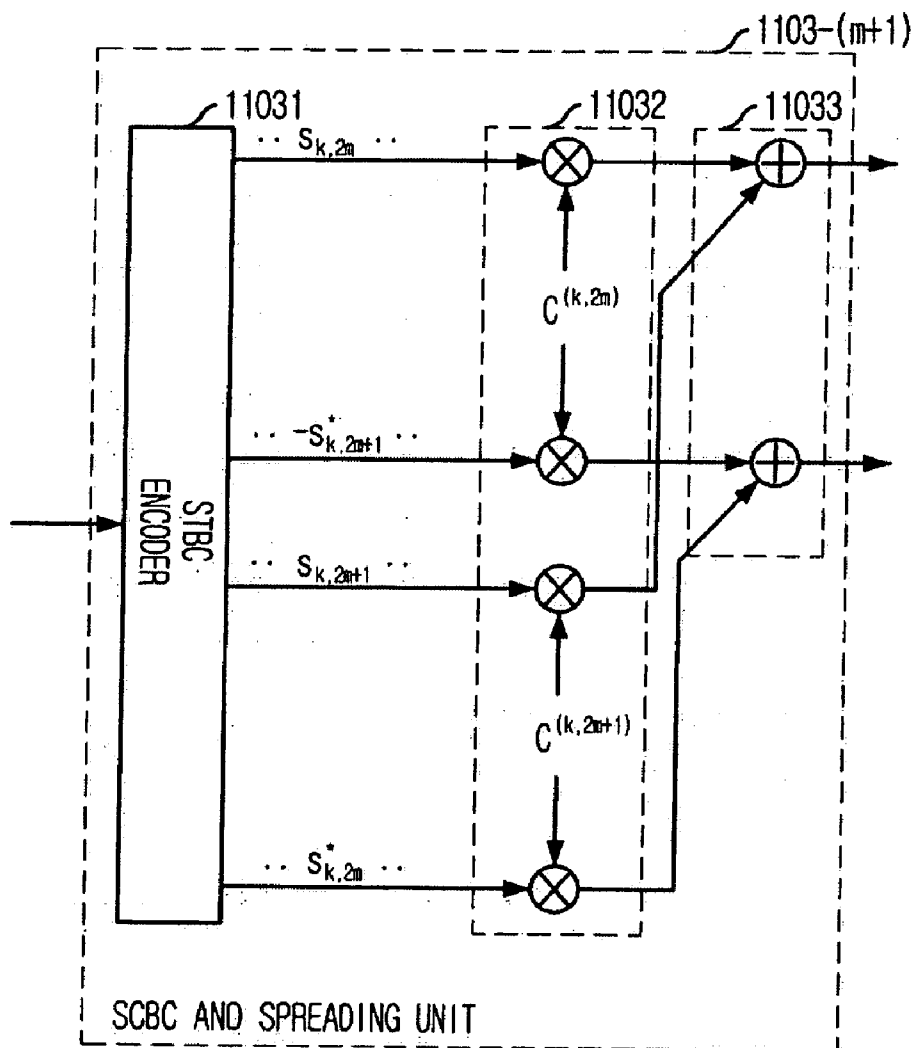 1103-(m+1)
11031
11032
11033
·· S_{k,2m} ··
C^{(k,2m)}
·· -S^{*}_{k,2m+1} ··
STBC
ENCODER
·· S_{k,2m+1} ··
C^{(k,2m+1)}
·· S^{*}_{k,2m} ··
SCBC AND SPREADING UNIT